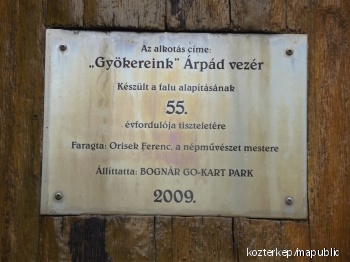 Az alkotás címe:
„Gyökereink” Árpád vezér
Készült a falu alapításának
55.
évfordulója tiszteletére
Faragta: Orisek Ferenc, a népművészet mestere
Állíttatta: BOGNÁR GO-KART PARK
2009.
kozterkep/mapublic